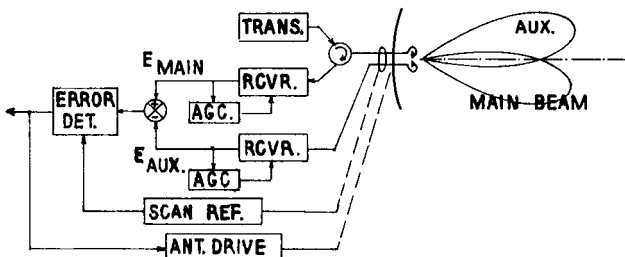 TRANS.
AUX.
E MAIN
RCVR.
ERROR
DET.
AGC.
MAIN BEAM
E AUX.
RCVR.
AGC
SCAN REF.
ANT. DRIVE